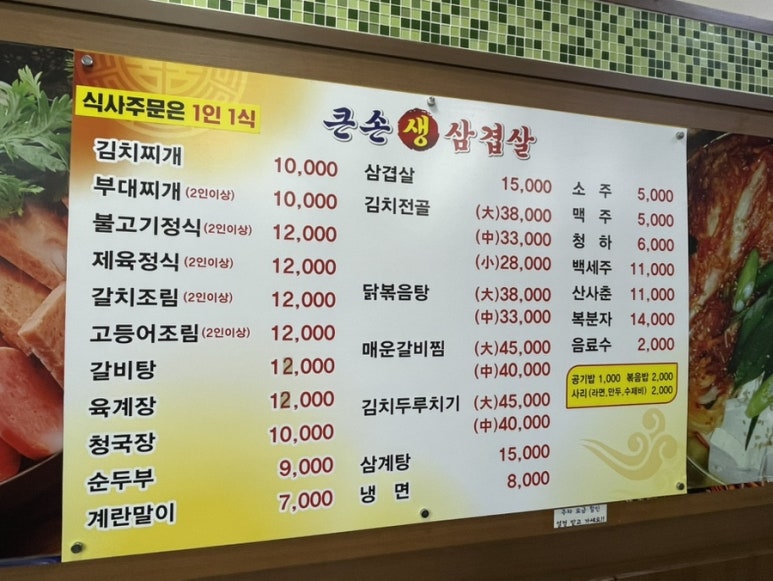 식사주문은 1인 1식
큰손 생 삼겹살
김치찌개 10,000
부대찌개 (2인이상) 10,000
불고기정식 (2인이상) 12,000
제육정식 (2인이상) 12,000
갈치조림 (2인이상) 12,000
고등어조림 (2인이상) 12,000
갈비탕 12,000
육계장 12,000
청국장 10,000
순두부 9,000
계란말이 7,000
삼겹살 15,000
김치전골 (大)38,000
(中)33,000
(小)28,000
닭볶음탕 (大)38,000
(中)33,000
매운갈비찜 (大)45,000
(中)40,000
김치두루치기 (大)45,000
(中)40,000
삼계탕 15,000
냉 면 8,000
소 주 5,000
맥 주 5,000
청 하 6,000
백세주 11,000
산사춘 11,000
복분자 14,000
음료수 2,000
공기밥 1,000 볶음밥 2,000
사리 (라면,만두,수제비) 2,000
주차 요금 할인
받고 가세요!!